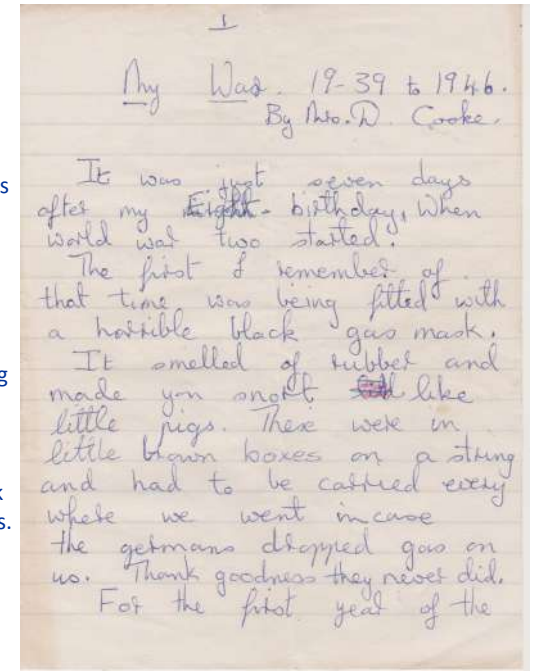 1
My War. 19-39 to 1946.
By Mrs. D. Cooke.
It was just seven days
after my Eight- birthday, when
world war two started.
The first I remember of
that time was being fitted with
a horrible black gas mask.
It smelled of rubber and
made you snort like
little pigs. These were in
little brown boxes on a string
and had to be carried every
where we went incase
the germans dropped gas on
us. Thank goodness they never did.
For the first year of the
s
g
k
s.